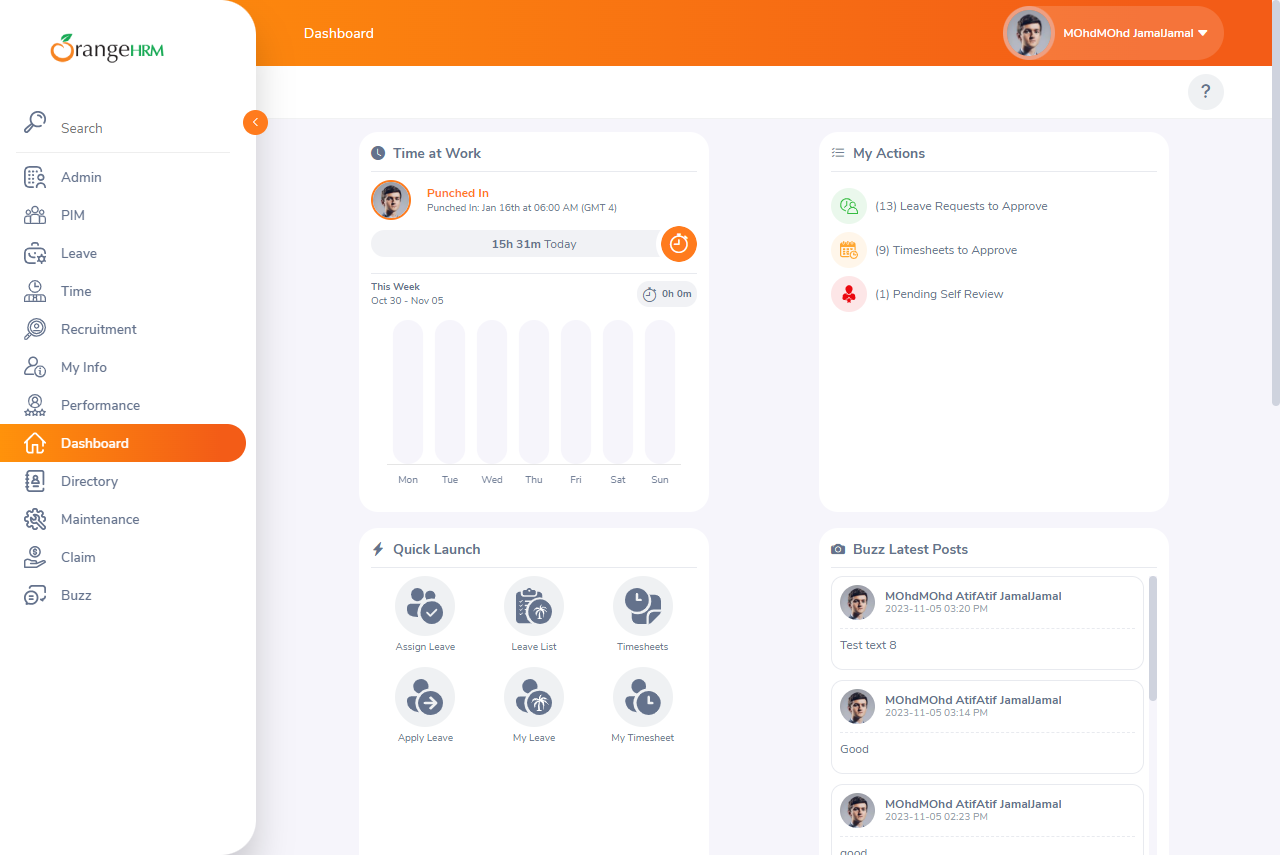 OrangeHRM
Dashboard
MOhdMOhd JamalJamal
?
Search
Admin
PIM
Leave
Time
Recruitment
My Info
Performance
Dashboard
Directory
Maintenance
Claim
Buzz
Time at Work
Punched In
Punched In: Jan 16th at 06:00 AM (GMT 4)
15h 31m Today
This Week
Oct 30 - Nov 05
0h 0m
Mon Tue Wed Thu Fri Sat Sun
My Actions
(13) Leave Requests to Approve
(9) Timesheets to Approve
(1) Pending Self Review
Quick Launch
Assign Leave Leave List Timesheets
Apply Leave My Leave My Timesheet
Buzz Latest Posts
MOhdMOhd AtifAtif JamalJamal
2023-11-05 03:20 PM
Test text 8
MOhdMOhd AtifAtif JamalJamal
2023-11-05 03:14 PM
Good
MOhdMOhd AtifAtif JamalJamal
2023-11-05 02:23 PM
good